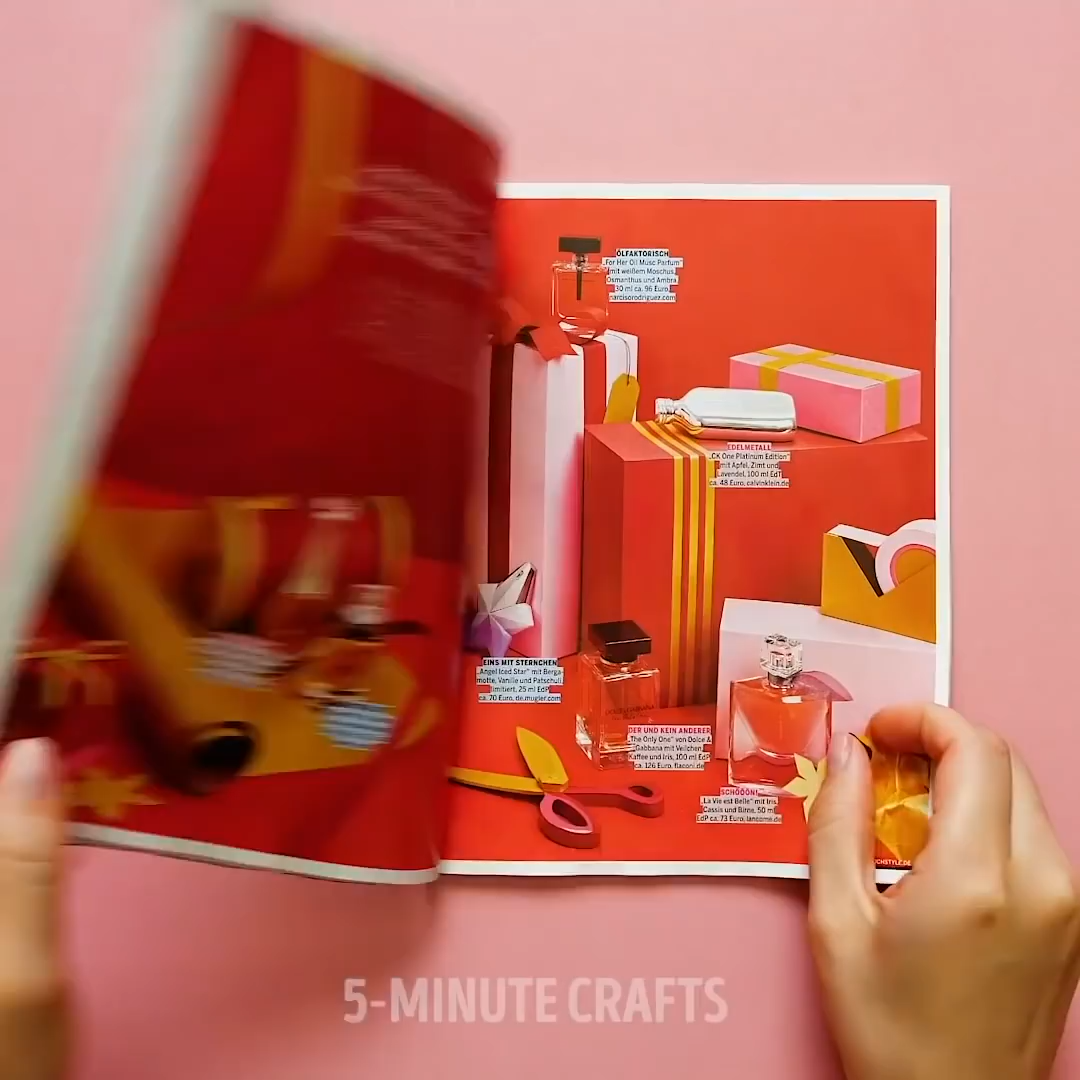 ÖLFAKTORISCH
„For Her Oil Musc Parfum"
mit weißem Moschus,
Osmanthus und Ambra
30 ml ca. 96 Euro,
narcisorodriguez.com
EDELMETALL
„CK One Platinum Edition"
mit Apfel, Zimt und
Lavendel, 100 ml EdT
ca. 48 Euro, calvinklein.de
EINS MIT STERNCHEN
„Angel Iced Star" mit Berga-
motte, Vanille und Patschuli,
limitiert, 25 ml EdP
ca. 70 Euro, de.mugler.com
DER UND KEIN ANDERER
„The Only One" von Dolce &
Gabbana mit Veilchen,
Kaffee und Iris, 100 ml EdP
ca. 126 Euro, flaconi.de
SCHÖÖÖN!
„La Vie est Belle" mit Iris,
Cassis und Birne, 50 ml
EdP ca. 73 Euro, lancome.de
UCHSTYLE.DE
5-MINUTE CRAFTS